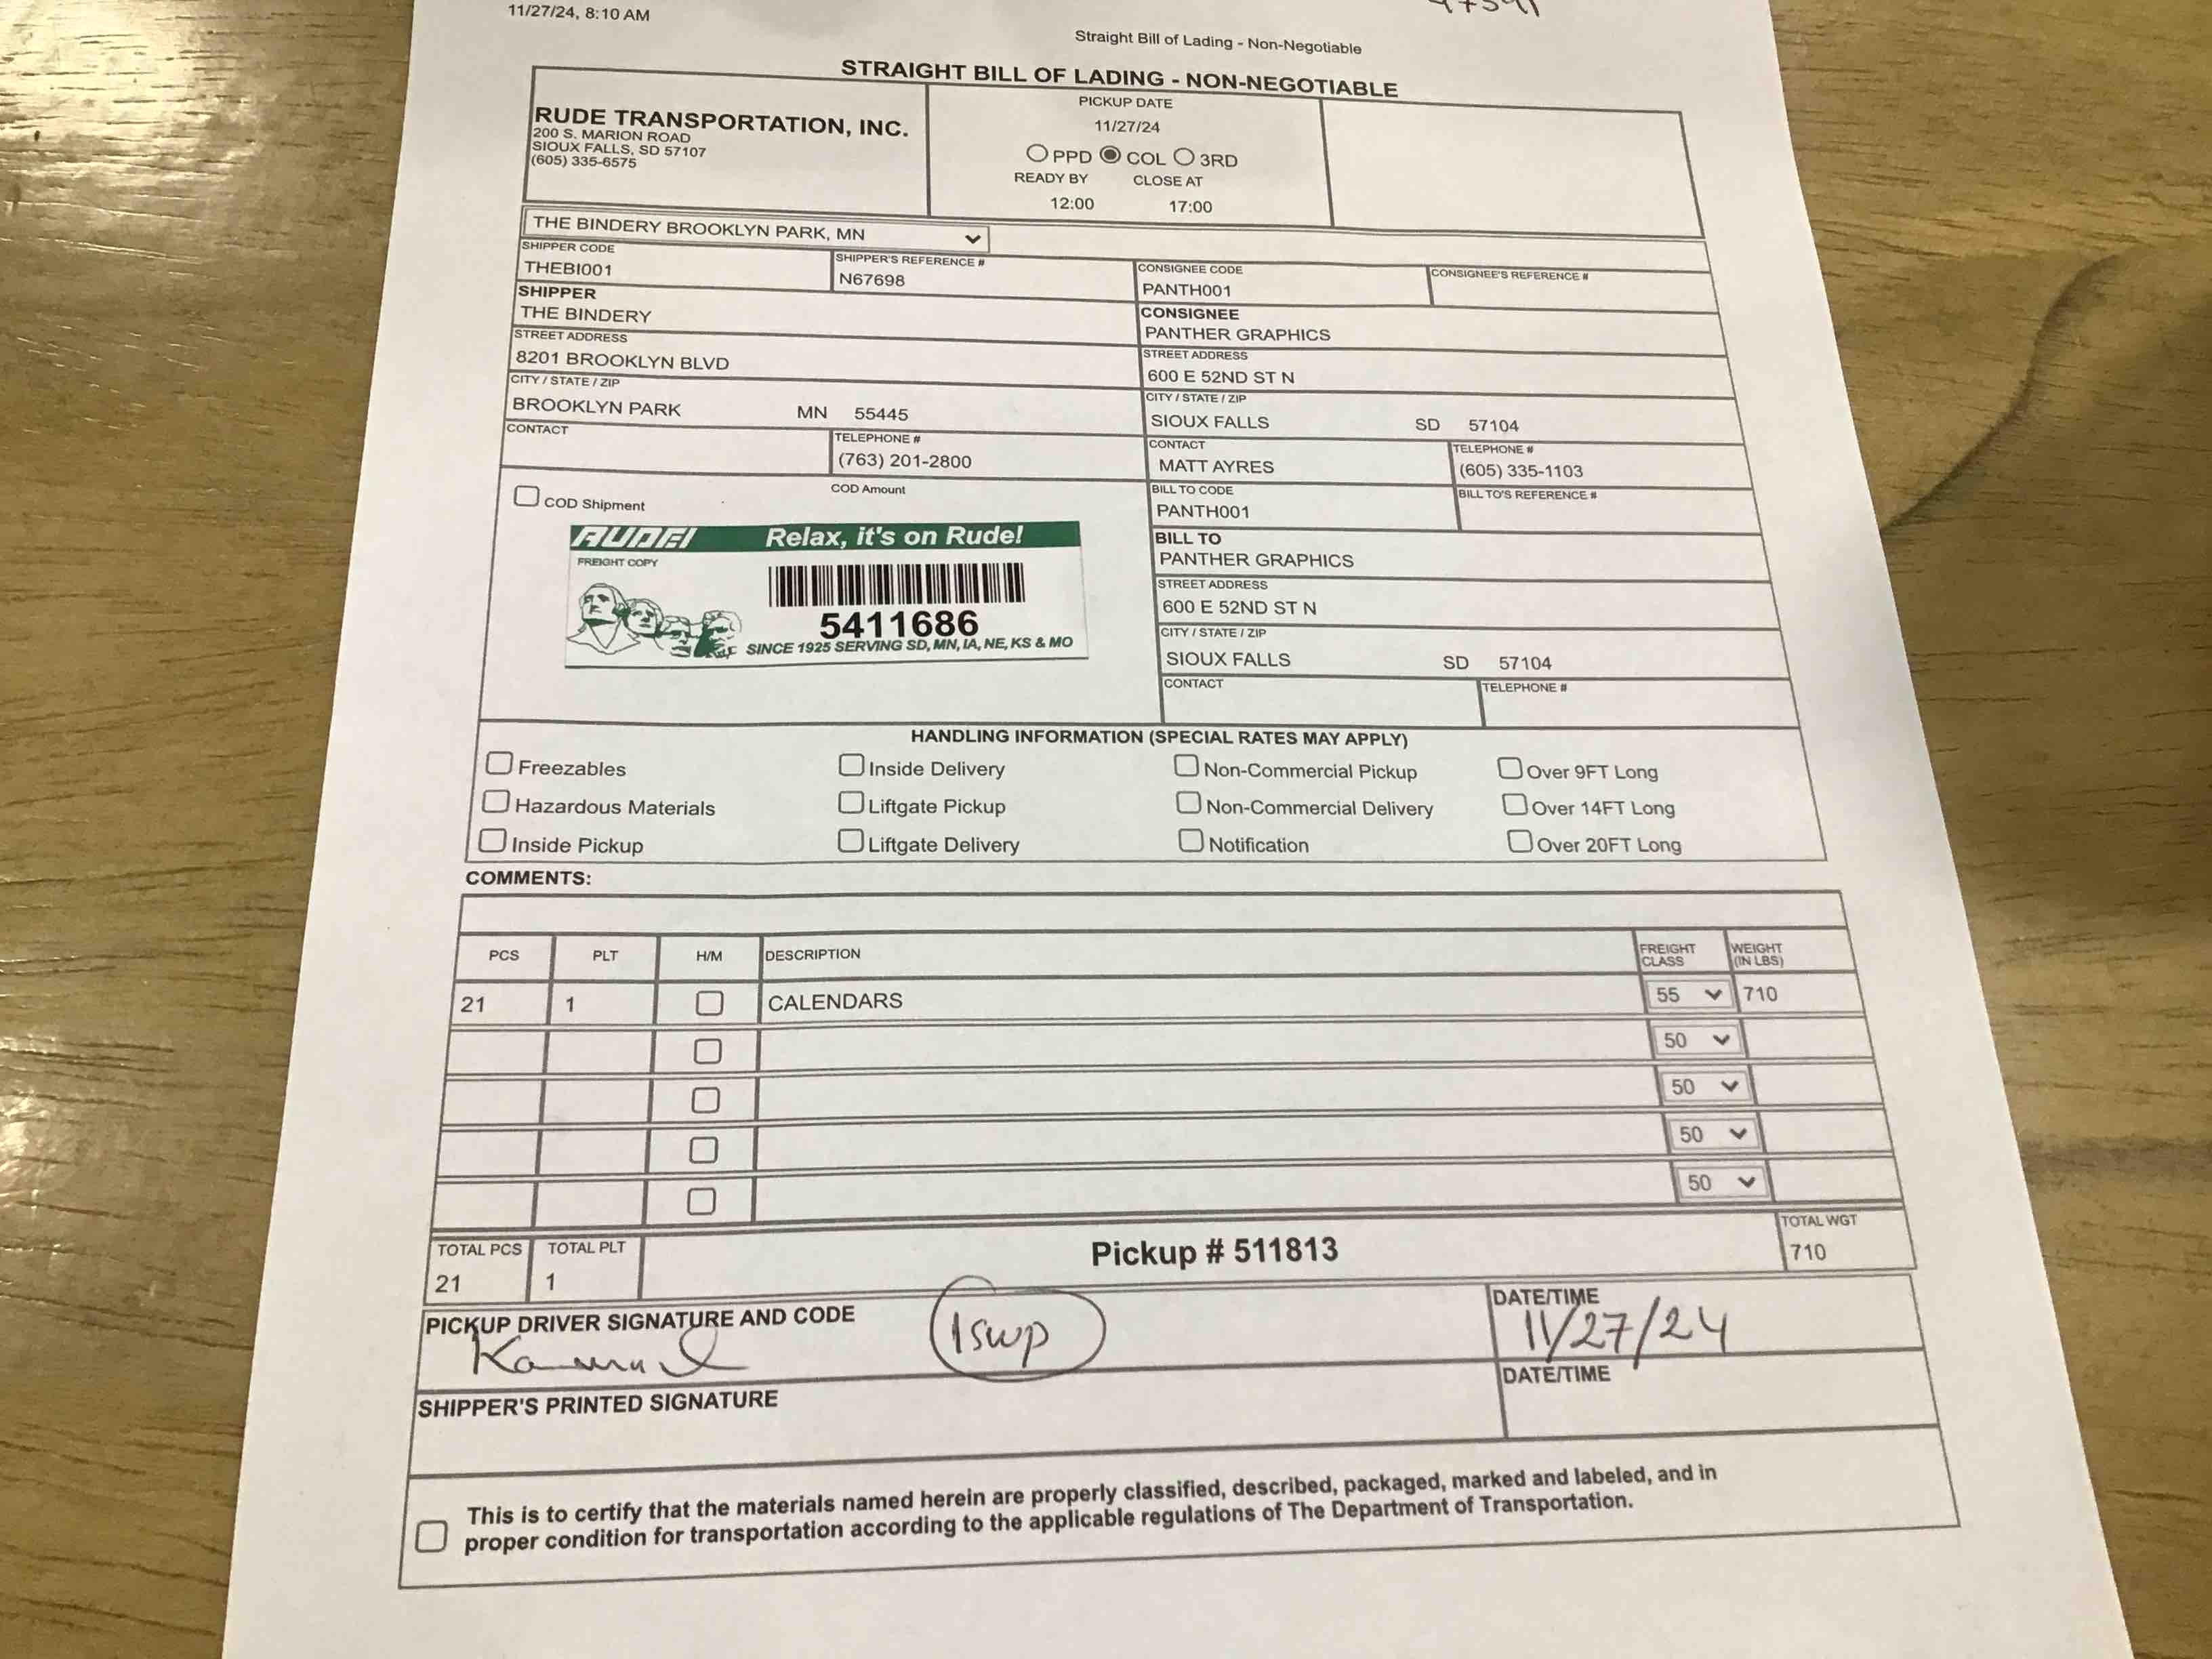 11/27/24, 8:10 AM
Straight Bill of Lading - Non-Negotiable
STRAIGHT BILL OF LADING - NON-NEGOTIABLE
RUDE TRANSPORTATION, INC.
200 S. MARION ROAD
SIOUX FALLS, SD 57107
(605) 335-6575
PICKUP DATE
11/27/24
PPD COL 3RD
READY BY CLOSE AT
12:00 17:00
THE BINDERY BROOKLYN PARK, MN
SHIPPER CODE
THEBI001
SHIPPER'S REFERENCE #
N67698
SHIPPER
THE BINDERY
STREET ADDRESS
8201 BROOKLYN BLVD
CITY / STATE / ZIP
BROOKLYN PARK MN 55445
CONTACT
TELEPHONE #
(763) 201-2800
CONSIGNEE CODE
PANTH001
CONSIGNEE'S REFERENCE #
CONSIGNEE
PANTHER GRAPHICS
STREET ADDRESS
600 E 52ND ST N
CITY / STATE / ZIP
SIOUX FALLS SD 57104
CONTACT
MATT AYRES
TELEPHONE #
(605) 335-1103
COD Shipment
COD Amount
RUDE!
Relax, it's on Rude!
FREIGHT COPY
5411686
SINCE 1925 SERVING SD, MN, IA, NE, KS & MO
BILL TO CODE
PANTH001
BILL TO'S REFERENCE #
BILL TO
PANTHER GRAPHICS
STREET ADDRESS
600 E 52ND ST N
CITY / STATE / ZIP
SIOUX FALLS SD 57104
CONTACT
TELEPHONE #
HANDLING INFORMATION (SPECIAL RATES MAY APPLY)
Freezables Inside Delivery Non-Commercial Pickup Over 9FT Long
Hazardous Materials Liftgate Pickup Non-Commercial Delivery Over 14FT Long
Inside Pickup Liftgate Delivery Notification Over 20FT Long
COMMENTS:
PCS PLT H/M DESCRIPTION FREIGHT CLASS WEIGHT (IN LBS)
21 1 CALENDARS 55 710
50
50
50
50
TOTAL PCS TOTAL PLT TOTAL WGT
21 1 Pickup # 511813 710
PICKUP DRIVER SIGNATURE AND CODE
1swp
DATE/TIME
11/27/24
SHIPPER'S PRINTED SIGNATURE
DATE/TIME
This is to certify that the materials named herein are properly classified, described, packaged, marked and labeled, and in
proper condition for transportation according to the applicable regulations of The Department of Transportation.